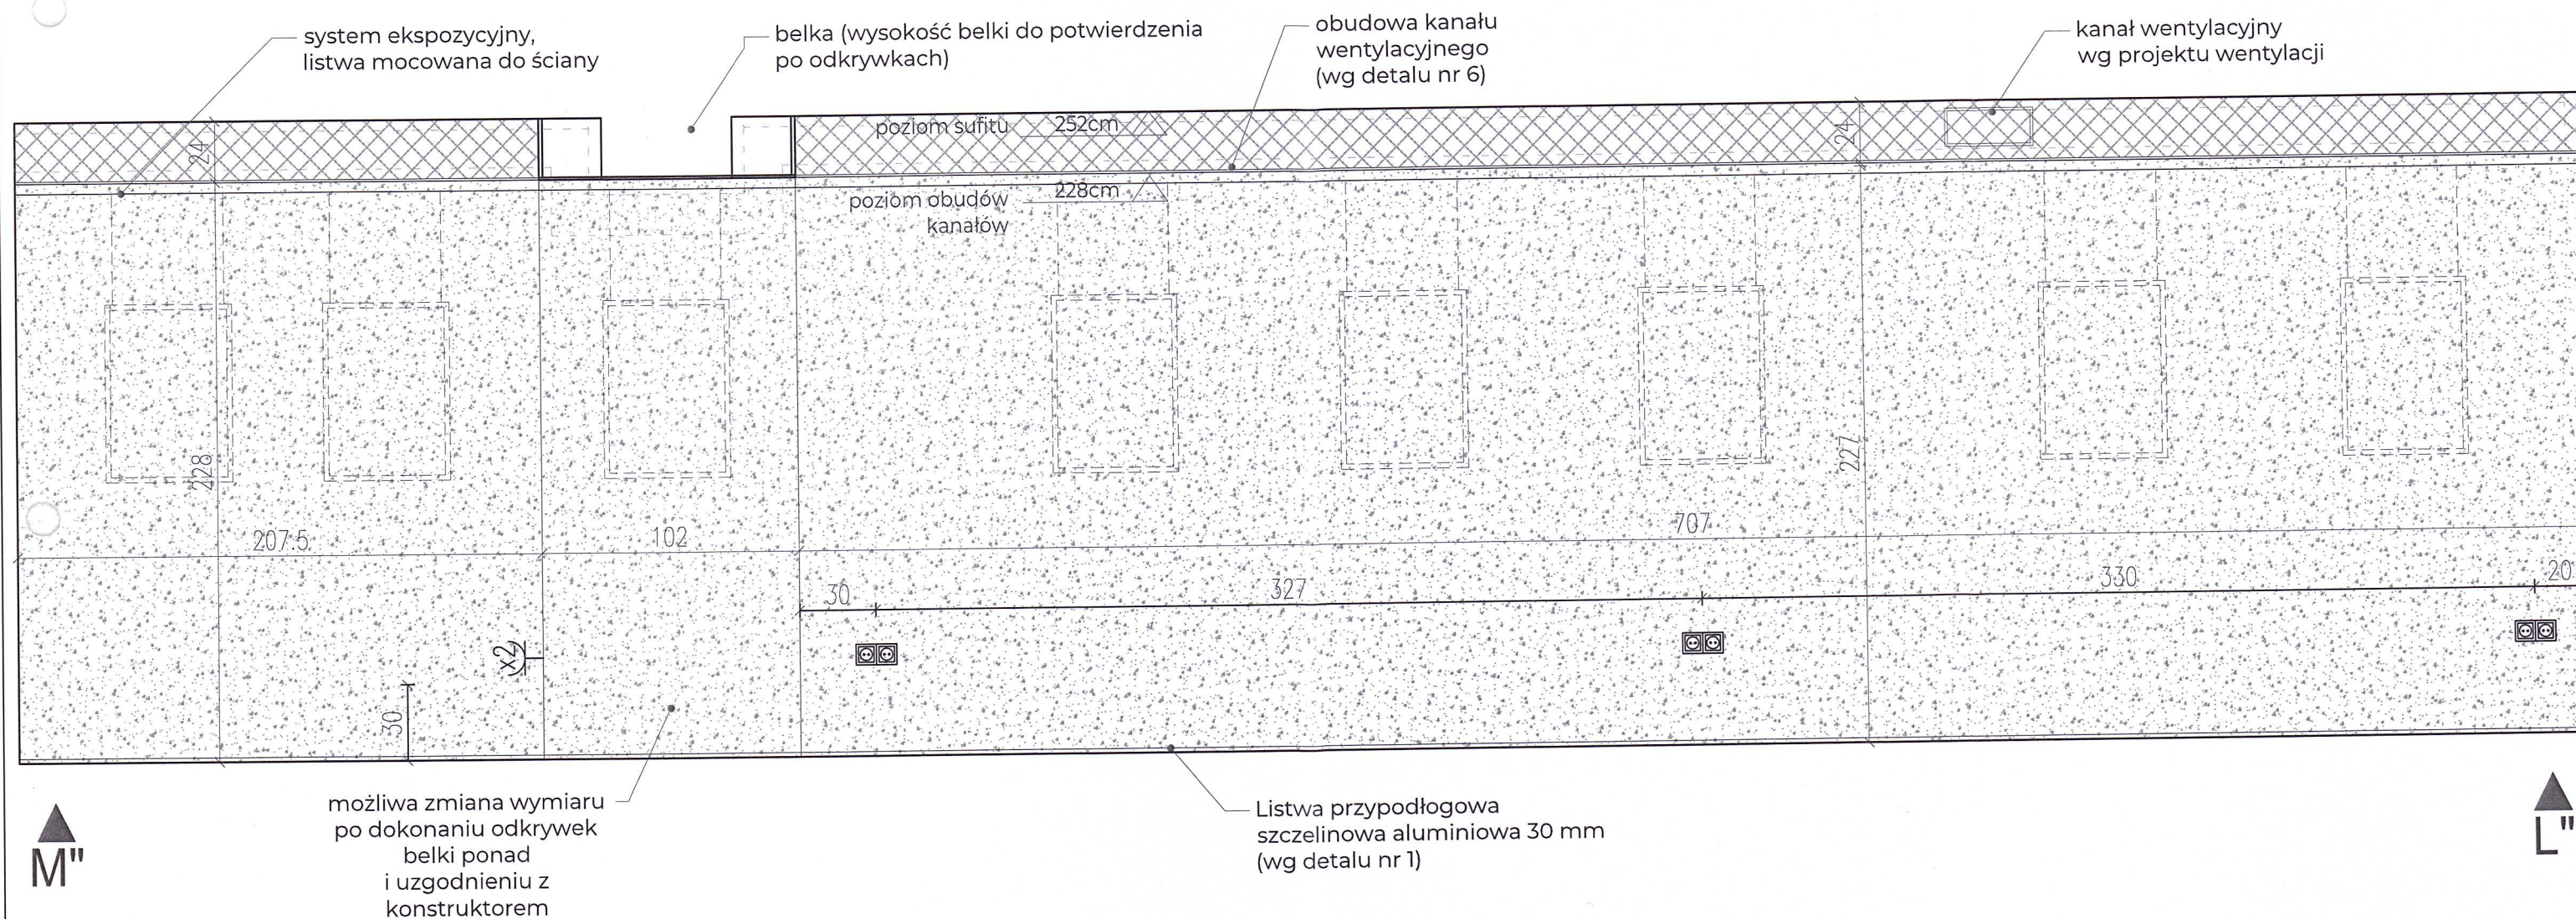 system ekspozycyjny,
listwa mocowana do ściany
belka (wysokość belki do potwierdzenia
po odkrywkach)
obudowa kanału
wentylacyjnego
(wg detalu nr 6)
kanał wentylacyjny
wg projektu wentylacji
24
poziom sufitu 252cm
24
poziom obudów 228cm
kanałów
228
227
207.5
102
707
30
327
330
20
x2
30
możliwa zmiana wymiaru
po dokonaniu odkrywek
belki ponad
i uzgodnieniu z
konstruktorem
Listwa przypodłogowa
szczelinowa aluminiowa 30 mm
(wg detalu nr 1)
M"
L"